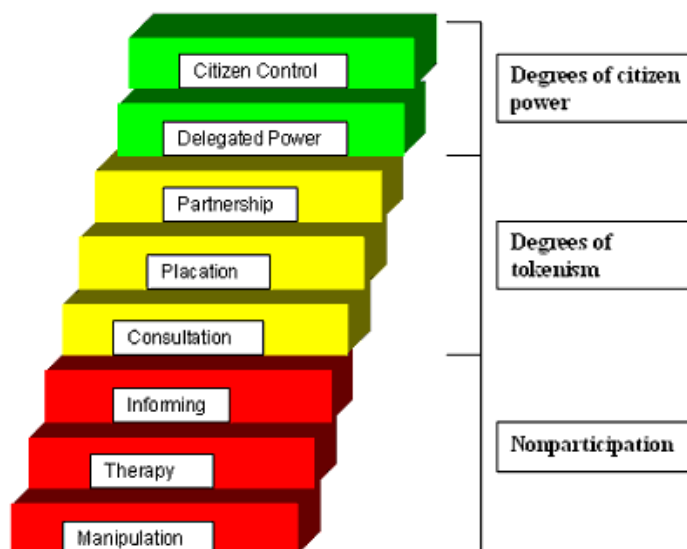 Citizen Control
Delegated Power
Partnership
Placation
Consultation
Informing
Therapy
Manipulation
Degrees of citizen
power
Degrees of
tokenism
Nonparticipation